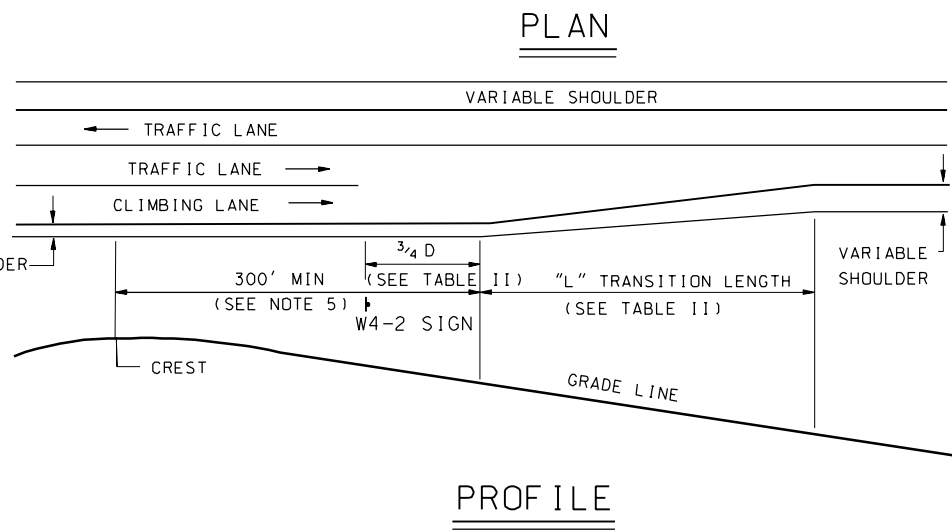 PLAN
VARIABLE SHOULDER
TRAFFIC LANE
TRAFFIC LANE
CLIMBING LANE
DER
3/4 D
(SEE TABLE II)
300' MIN
(SEE NOTE 5)
W4-2 SIGN
"L" TRANSITION LENGTH
(SEE TABLE II)
VARIABLE
SHOULDER
CREST
GRADE LINE
PROFILE